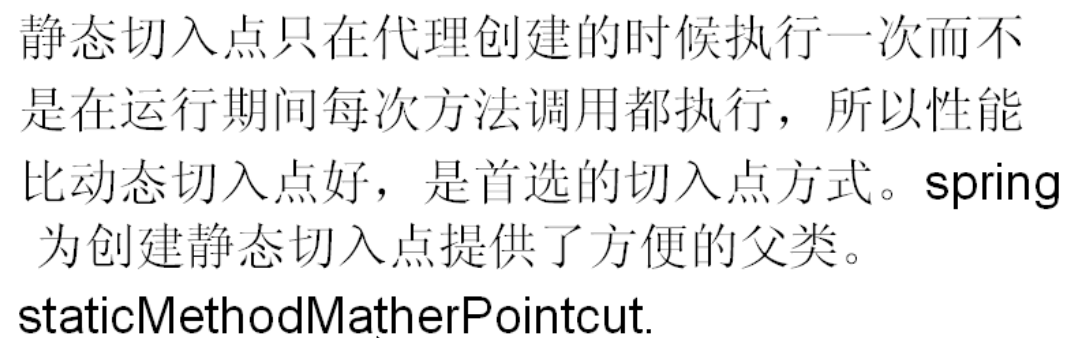 静态切入点只在代理创建的时候执行一次而不
是在运行期间每次方法调用都执行，所以性能
比动态切入点好，是首选的切入点方式。spring
为创建静态切入点提供了方便的父类。
staticMethodMatherPointcut.